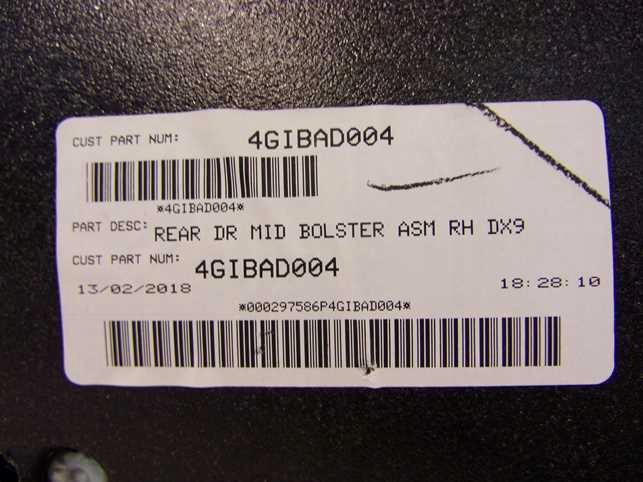 CUST PART NUM: 4GIBAD004
*4GIBAD004*
PART DESC: REAR DR MID BOLSTER ASM RH DX9
CUST PART NUM: 4GIBAD004
13/02/2018 18:28:10
*000297586P4GIBAD004*